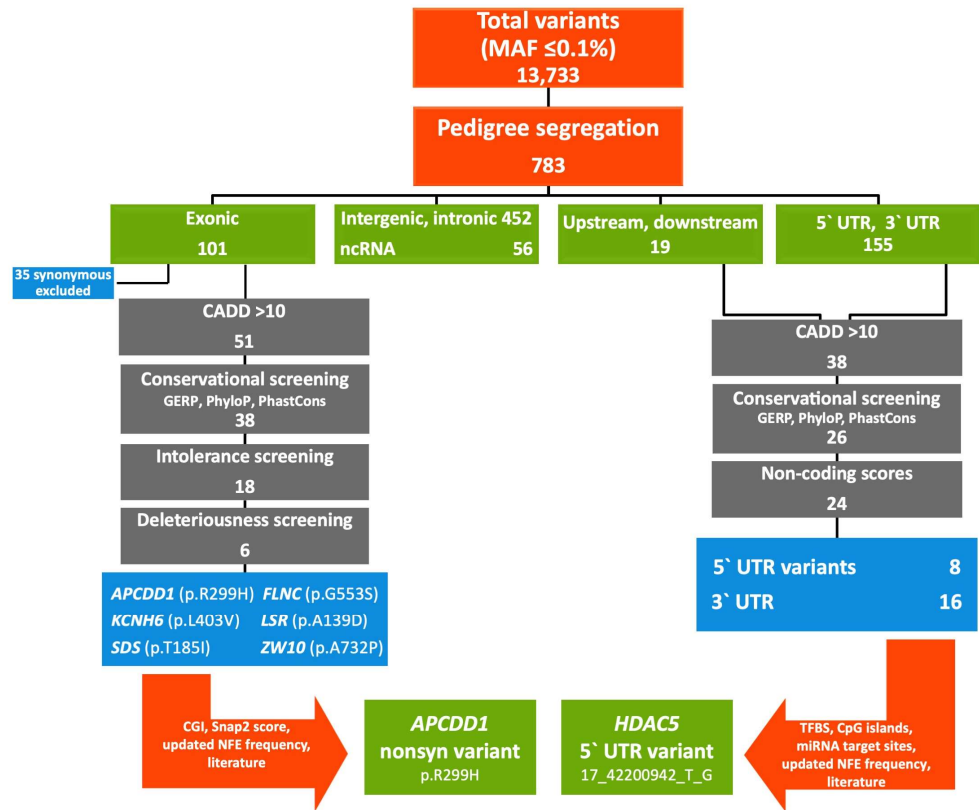 Total variants
(MAF ≤0.1%)
13,733
Pedigree segregation
783
Exonic
101
Intergenic, intronic 452
ncRNA 56
Upstream, downstream
19
5` UTR, 3` UTR
155
35 synonymous
excluded
CADD >10
51
Conservational screening
GERP, PhyloP, PhastCons
38
Intolerance screening
18
Deleteriousness screening
6
APCDD1 (p.R299H) FLNC (p.G553S)
KCNH6 (p.L403V) LSR (p.A139D)
SDS (p.T185I) ZW10 (p.A732P)
CADD >10
38
Conservational screening
GERP, PhyloP, PhastCons
26
Non-coding scores
24
5` UTR variants 8
3` UTR 16
CGI, Snap2 score,
updated NFE frequency,
literature
APCDD1
nonsyn variant
p.R299H
HDAC5
5` UTR variant
17_42200942_T_G
TFBS, CpG islands,
miRNA target sites,
updated NFE frequency,
literature